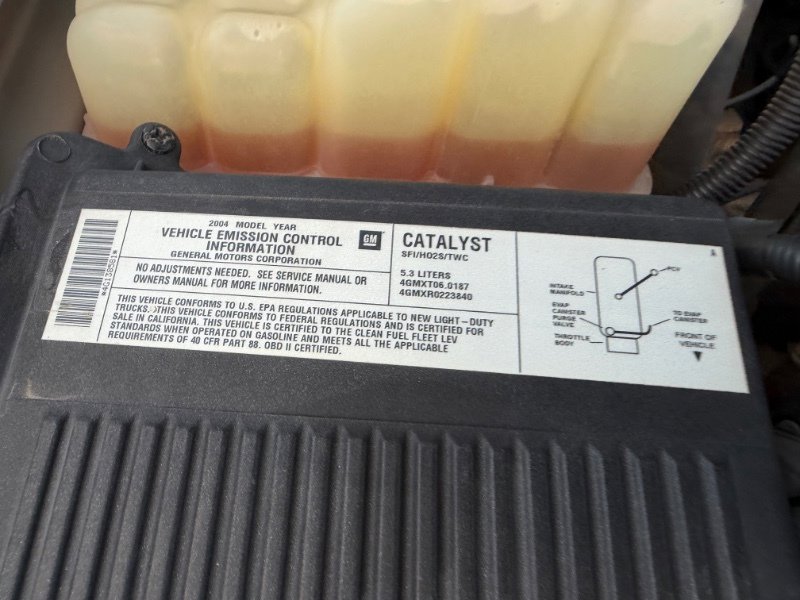 *4G138581*
2004 MODEL YEAR
VEHICLE EMISSION CONTROL
INFORMATION
GENERAL MOTORS CORPORATION
GM
NO ADJUSTMENTS NEEDED. SEE SERVICE MANUAL OR
OWNERS MANUAL FOR MORE INFORMATION.
CATALYST
SFI/HO2S/TWC
5.3 LITERS
4GMXT06.0187
4GMXR0223840
THIS VEHICLE CONFORMS TO U.S. EPA REGULATIONS APPLICABLE TO NEW LIGHT-DUTY
TRUCKS. THIS VEHICLE CONFORMS TO FEDERAL REGULATIONS AND IS CERTIFIED FOR
SALE IN CALIFORNIA. THIS VEHICLE IS CERTIFIED TO THE CLEAN FUEL FLEET LEV
STANDARDS WHEN OPERATED ON GASOLINE AND MEETS ALL THE APPLICABLE
REQUIREMENTS OF 40 CFR PART 88. OBD II CERTIFIED.
A
PCV
INTAKE
MANIFOLD
EVAP
CANISTER
PURGE
VALVE
THROTTLE
BODY
TO EVAP
CANISTER
FRONT OF
VEHICLE